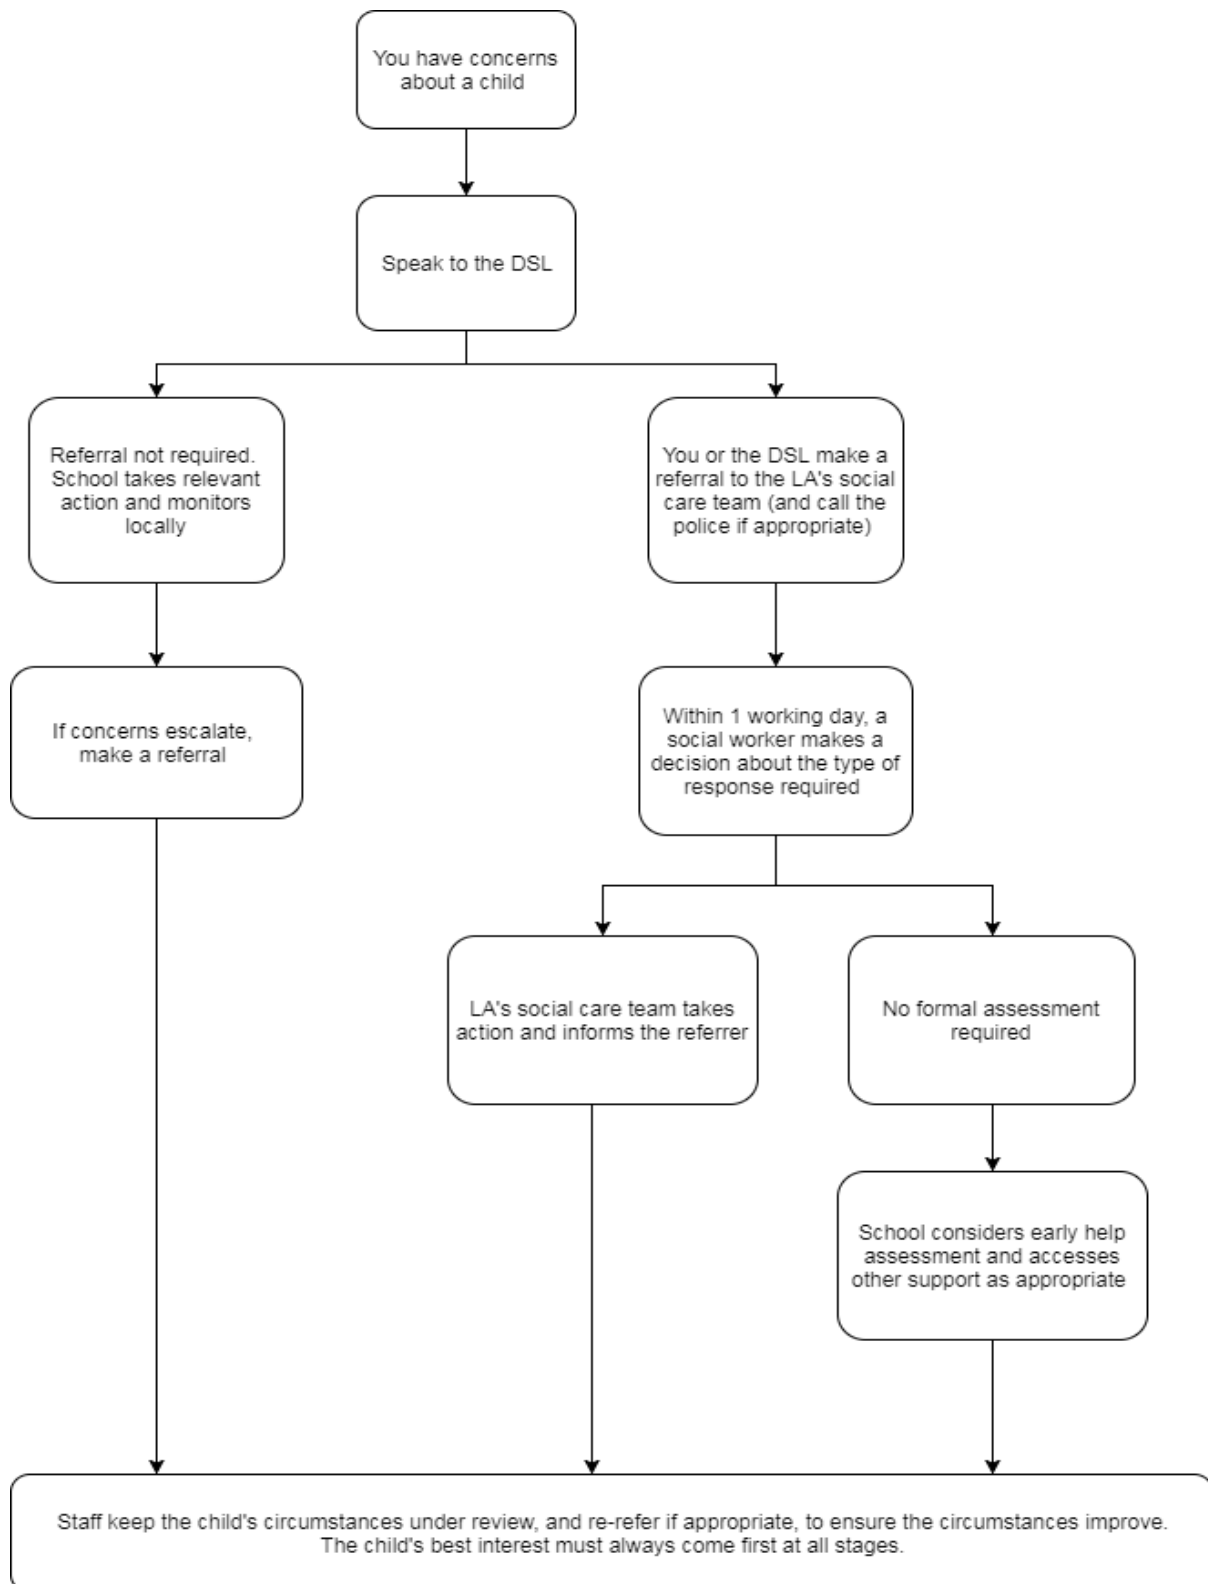 You have concerns
about a child
Speak to the DSL
Referral not required.
School takes relevant
action and monitors
locally
You or the DSL make a
referral to the LA's social
care team (and call the
police if appropriate)
If concerns escalate,
make a referral
Within 1 working day, a
social worker makes a
decision about the type of
response required
LA's social care team takes
action and informs the referrer
No formal assessment
required
School considers early help
assessment and accesses
other support as appropriate
Staff keep the child's circumstances under review, and re-refer if appropriate, to ensure the circumstances improve.
The child's best interest must always come first at all stages.